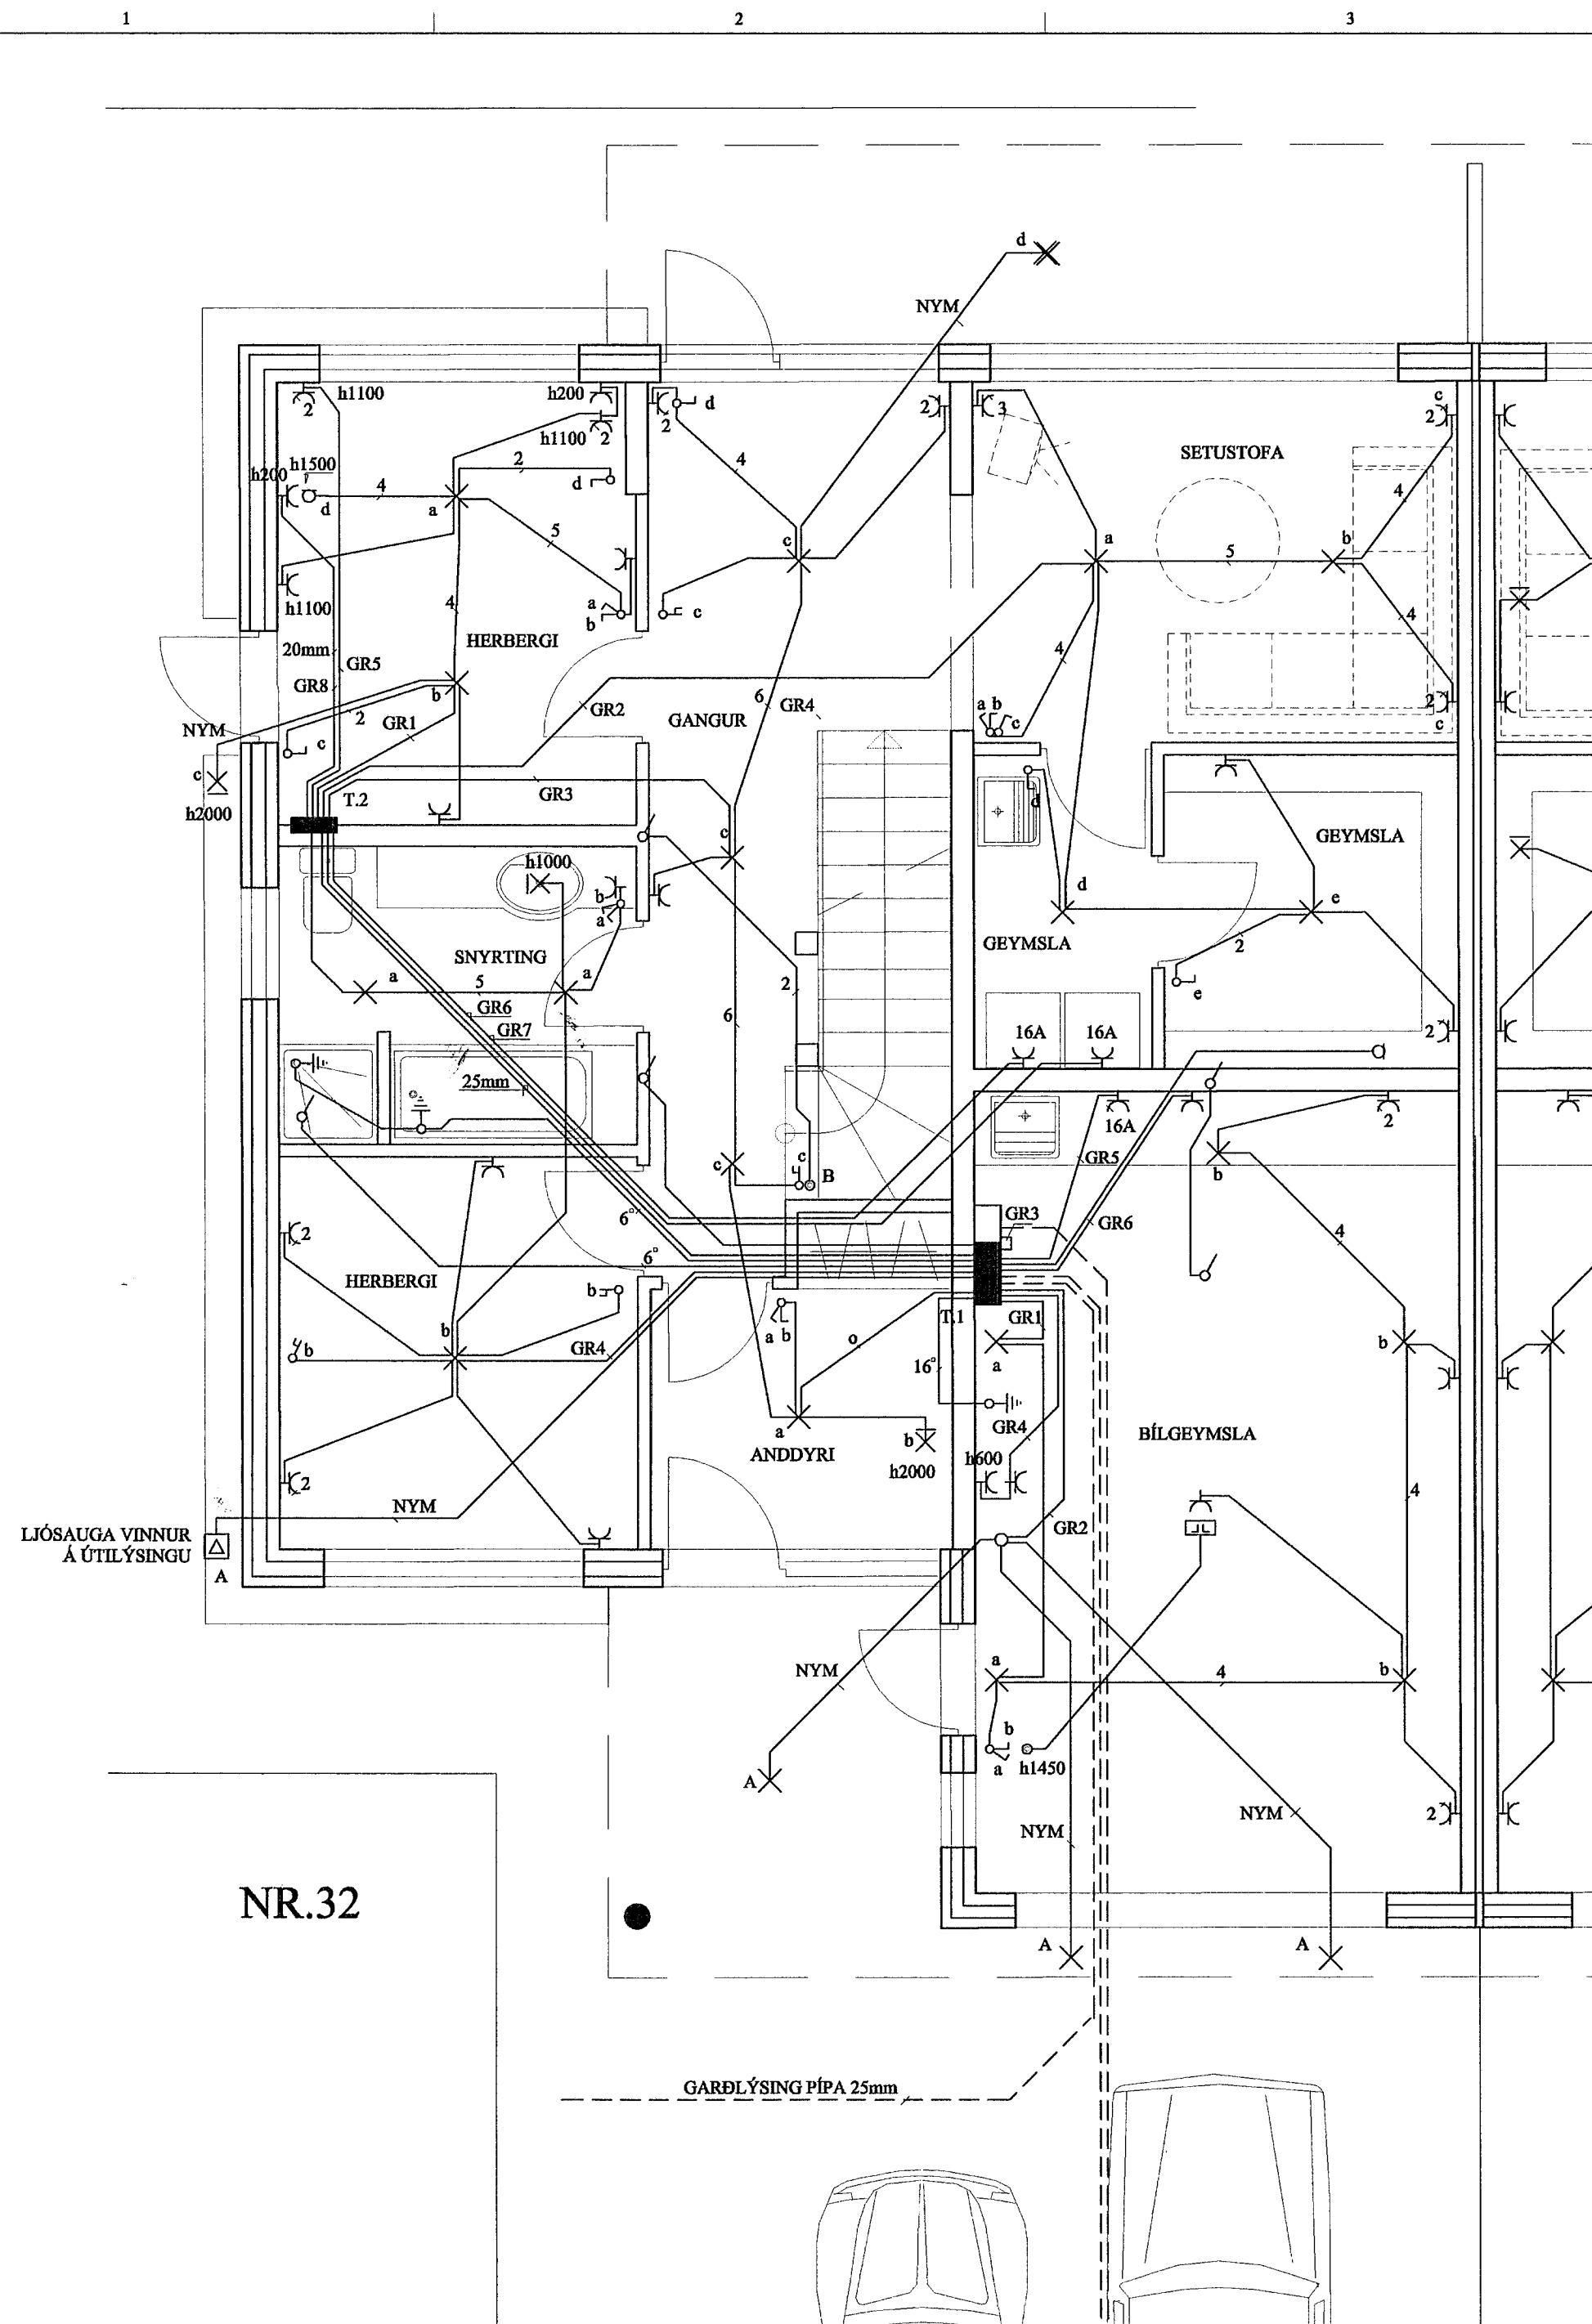 1 2 3
d
NYM
h1100 h200 d 2 3 c
2 h1100 2 2 2
SETUSTOFA
h200 h1500 2 4 4
d 4 a d
5 c a b
5
h1100 a c
b 4 4
4
HERBERGI
20mm GR5
GR8 b 6 GR4 2
2 GR2 GANGUR a b c
NYM GR1 c
c c
T.2 GR3 d
h2000 c GEYMSLA
h1000
b d e
a
SNYRTING GEYMSLA 2
a 5 a e
GR6 2
GR7 6 16A 16A 2
25mm
16A 2
GR5 b
c c B
6° GR3 GR6
4
HERBERGI 6°
2
b
b b a b T.1 GR1 b
GR4 o a
16°
GR4
a b BÍLGEYMSLA
ANDDYRI h600
2 h2000
4
NYM
GR2
LJÓSAUGA VINNUR
Á ÚTILÝSINGU
A
NYM a 4 b
b
a h1450
A
NYM NYM 2
NR.32
A A
GARÐLÝSING PÍPA 25mm